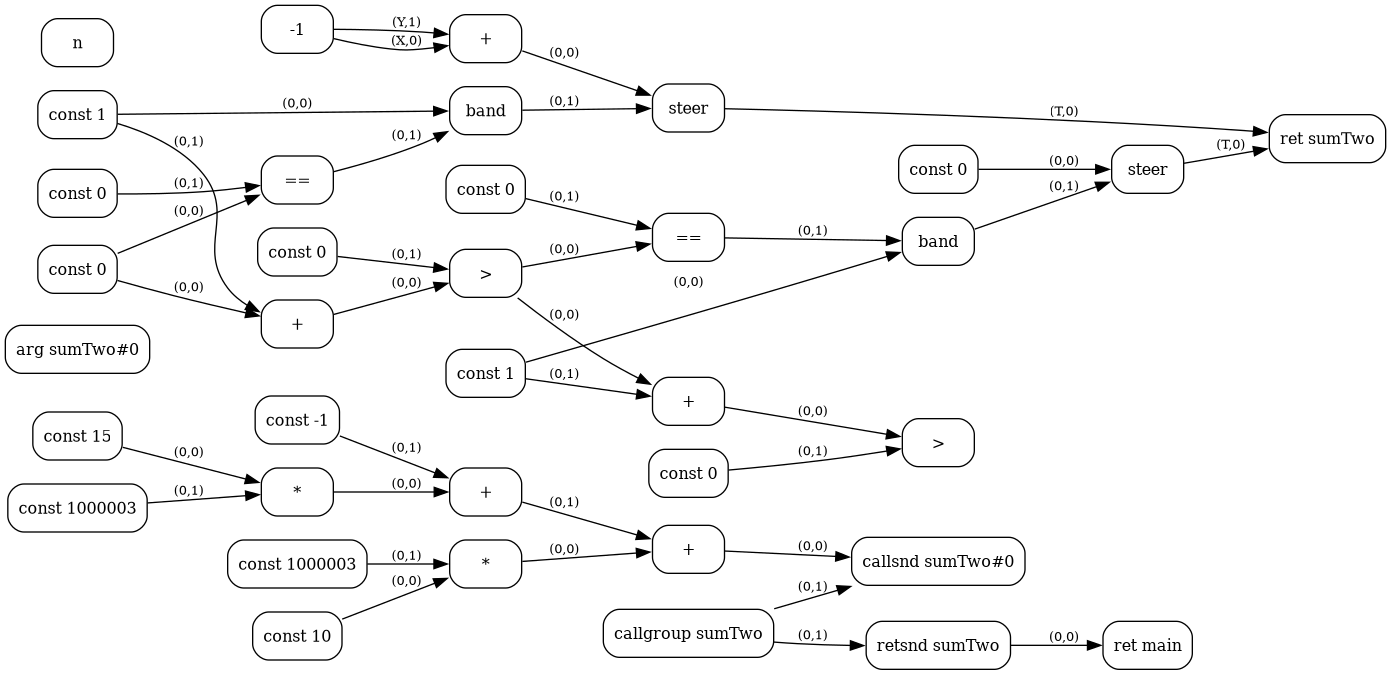 n
-1
(Y,1)
(X,0)
+
(0,0)
const 1
(0,0)
(0,1)
band
(0,1)
steer
(T,0)
ret sumTwo
const 0
(0,1)
==
(0,1)
const 0
(0,0)
(0,0)
const 0
(0,1)
==
(0,1)
const 0
(0,0)
steer
(T,0)
band
(0,1)
const 0
(0,1)
>
(0,0)
(0,0)
+
(0,0)
arg sumTwo#0
const 1
(0,0)
(0,1)
+
(0,0)
>
const 0
(0,1)
const 15
(0,0)
const 1000003
(0,1)
*
(0,0)
const -1
(0,1)
+
(0,1)
const 1000003
(0,1)
const 10
(0,0)
*
(0,0)
+
(0,0)
callsnd sumTwo#0
callgroup sumTwo
(0,1)
(0,1)
retsnd sumTwo
(0,0)
ret main